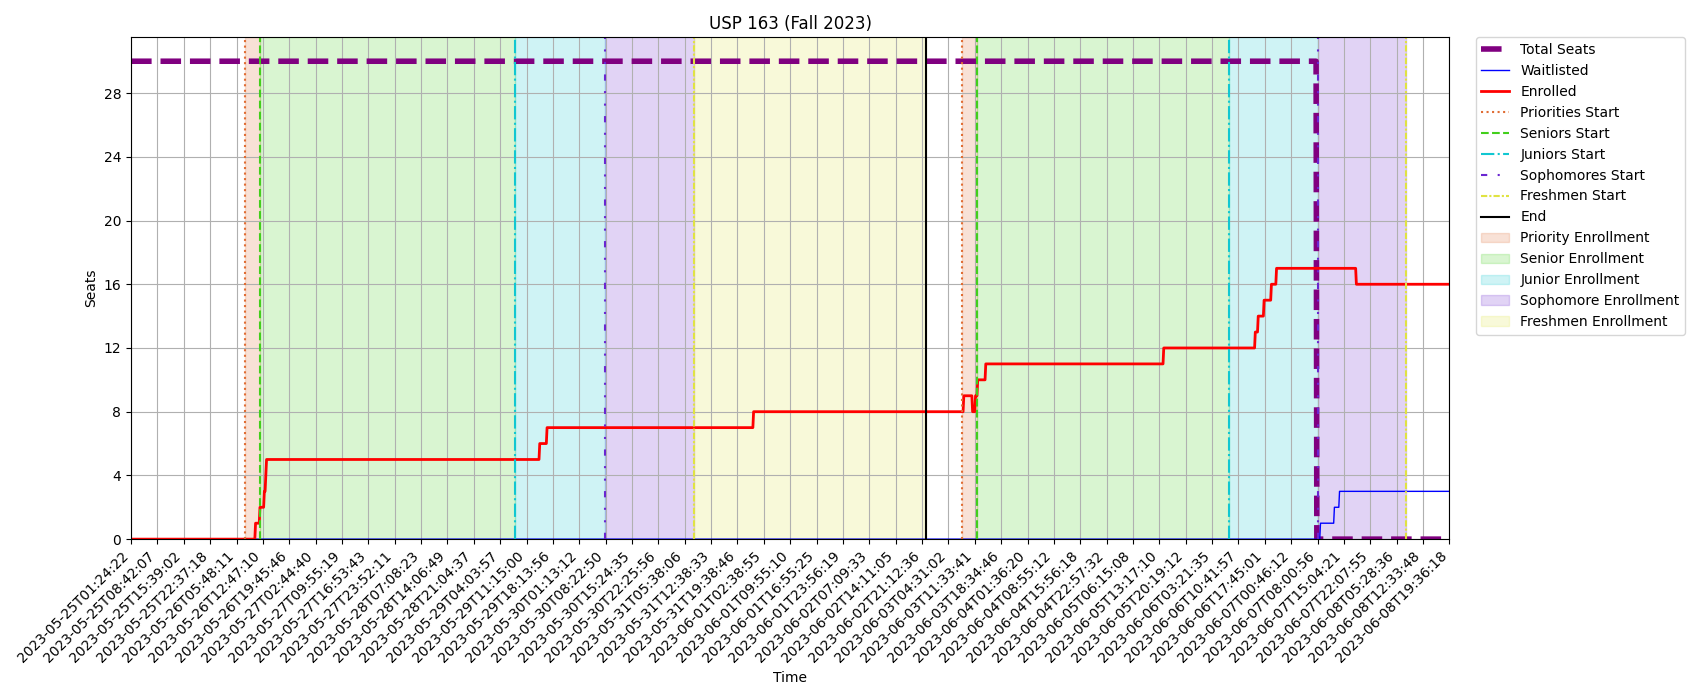 USP 163 (Fall 2023)
Seats
28
24
20
16
12
8
4
0
2023-05-25T01:24:22
2023-05-25T08:42:07
2023-05-25T15:39:02
2023-05-25T22:37:18
2023-05-26T05:48:11
2023-05-26T12:47:10
2023-05-26T19:45:46
2023-05-27T02:44:40
2023-05-27T09:55:19
2023-05-27T16:53:43
2023-05-27T23:52:11
2023-05-28T07:08:23
2023-05-28T14:06:49
2023-05-28T21:04:37
2023-05-29T04:03:57
2023-05-29T11:15:00
2023-05-29T18:13:56
2023-05-30T01:13:12
2023-05-30T08:22:50
2023-05-30T15:24:35
2023-05-30T22:25:56
2023-05-31T05:38:06
2023-05-31T12:38:33
2023-05-31T19:38:46
2023-06-01T02:38:55
2023-06-01T09:55:10
2023-06-01T16:55:25
2023-06-01T23:56:19
2023-06-02T07:09:33
2023-06-02T14:11:05
2023-06-02T21:12:36
2023-06-03T04:31:02
2023-06-03T11:33:41
2023-06-03T18:34:46
2023-06-04T01:36:20
2023-06-04T08:55:12
2023-06-04T15:56:18
2023-06-04T22:57:32
2023-06-05T06:15:08
2023-06-05T13:17:10
2023-06-05T20:19:12
2023-06-06T03:21:35
2023-06-06T10:41:57
2023-06-06T17:45:01
2023-06-07T00:46:12
2023-06-07T08:00:56
2023-06-07T15:04:21
2023-06-07T22:07:55
2023-06-08T05:28:36
2023-06-08T12:33:48
2023-06-08T19:36:18
Time
Total Seats
Waitlisted
Enrolled
Priorities Start
Seniors Start
Juniors Start
Sophomores Start
Freshmen Start
End
Priority Enrollment
Senior Enrollment
Junior Enrollment
Sophomore Enrollment
Freshmen Enrollment